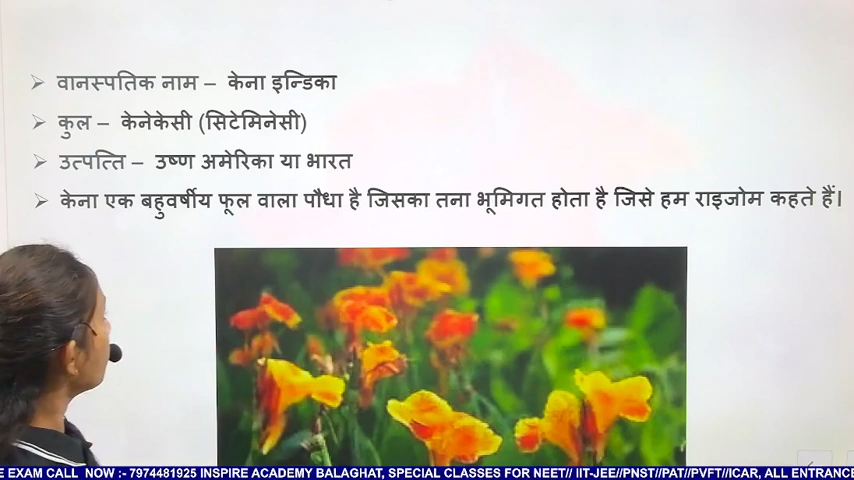 वानस्पतिक नाम – केना इन्डिका
कुल – केनेकेसी (सिटेमिनेसी)
उत्पत्ति – उष्ण अमेरिका या भारत
केना एक बहुवर्षीय फूल वाला पौधा है जिसका तना भूमिगत होता है जिसे हम राइजोम कहते हैं।
E EXAM CALL NOW :- 7974481925 INSPIRE ACADEMY BALAGHAT, SPECIAL CLASSES FOR NEET// IIT-JEE//PNST//PAT//PVFT//ICAR, ALL ENTRANCE